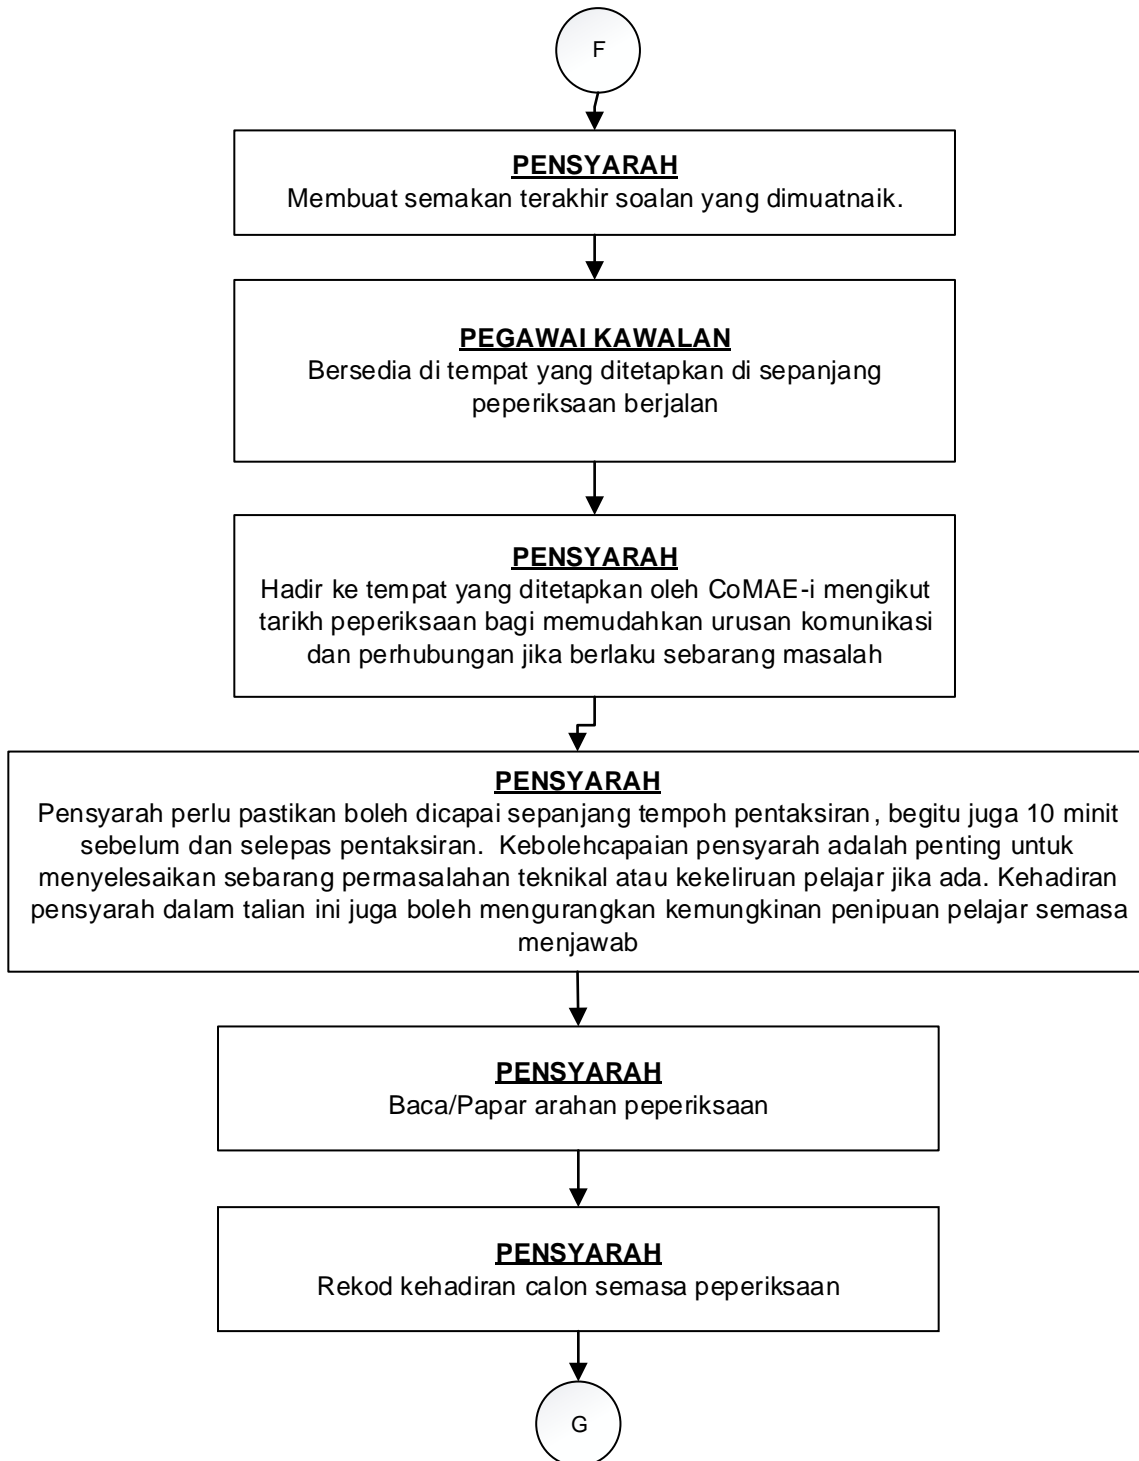 F
PENSYARAH
Membuat semakan terakhir soalan yang dimuatnaik.
PEGAWAI KAWALAN
Bersedia di tempat yang ditetapkan di sepanjang
peperiksaan berjalan
PENSYARAH
Hadir ke tempat yang ditetapkan oleh CoMAE-i mengikut
tarikh peperiksaan bagi memudahkan urusan komunikasi
dan perhubungan jika berlaku sebarang masalah
PENSYARAH
Pensyarah perlu pastikan boleh dicapai sepanjang tempoh pentaksiran, begitu juga 10 minit
sebelum dan selepas pentaksiran. Kebolehcapaian pensyarah adalah penting untuk
menyelesaikan sebarang permasalahan teknikal atau kekeliruan pelajar jika ada. Kehadiran
pensyarah dalam talian ini juga boleh mengurangkan kemungkinan penipuan pelajar semasa
menjawab
PENSYARAH
Baca/Papar arahan peperiksaan
PENSYARAH
Rekod kehadiran calon semasa peperiksaan
G